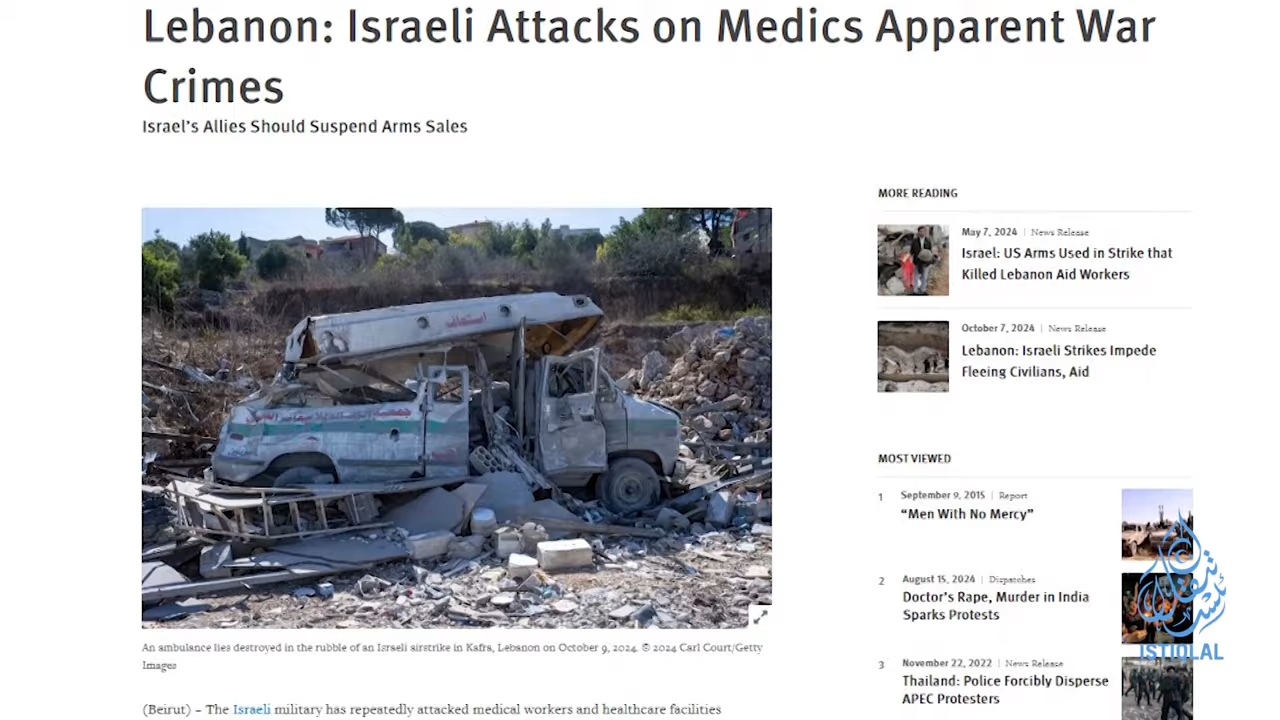 Lebanon: Israeli Attacks on Medics Apparent War
Crimes
Israel's Allies Should Suspend Arms Sales
اسعاف
An ambulance lies destroyed in the rubble of an Israeli airstrike in Kafra, Lebanon on October 9, 2024. © 2024 Carl Court/Getty
Images
(Beirut) – The Israeli military has repeatedly attacked medical workers and healthcare facilities
MORE READING
May 7, 2024 | News Release
Israel: US Arms Used in Strike that
Killed Lebanon Aid Workers
October 7, 2024 | News Release
Lebanon: Israeli Strikes Impede
Fleeing Civilians, Aid
MOST VIEWED
1 September 9, 2015 | Report
“Men With No Mercy”
2 August 15, 2024 | Dispatches
Doctor's Rape, Murder in India
Sparks Protests
3 November 22, 2022 | News Release
Thailand: Police Forcibly Disperse
APEC Protesters
ISTIQLAL